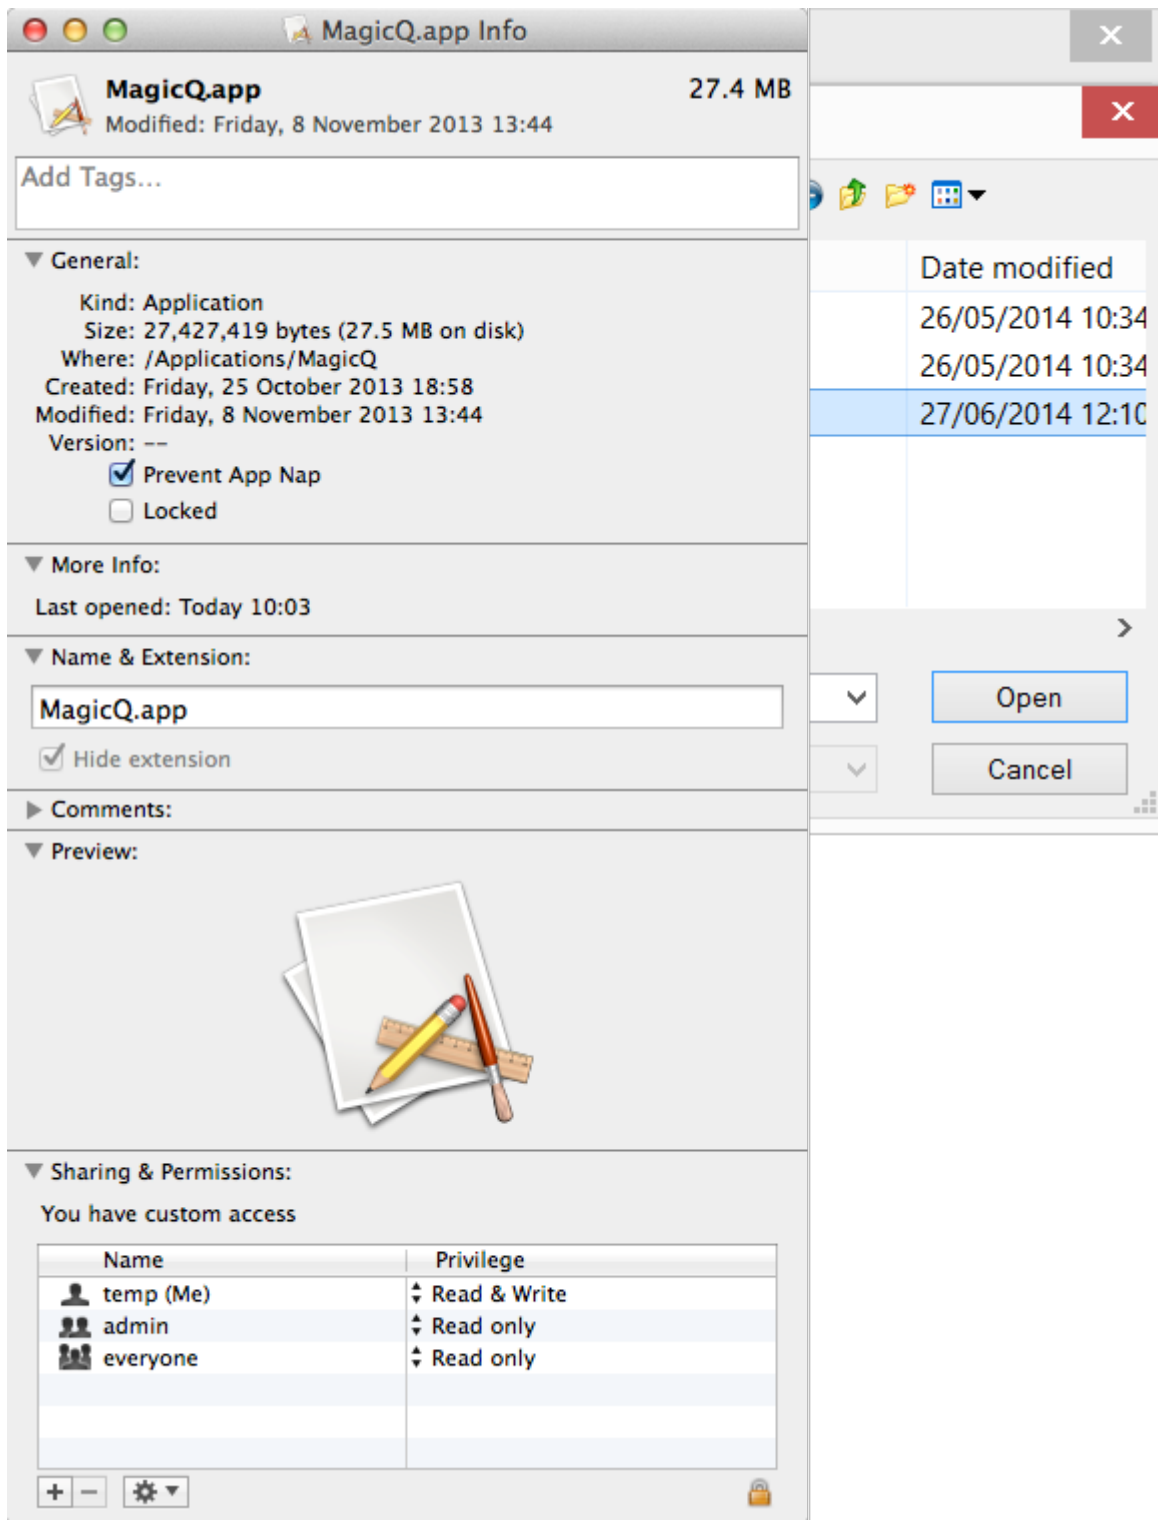 MagicQ.app Info
MagicQ.app 27.4 MB
Modified: Friday, 8 November 2013 13:44
Add Tags...
General:
Kind: Application
Size: 27,427,419 bytes (27.5 MB on disk)
Where: /Applications/MagicQ
Created: Friday, 25 October 2013 18:58
Modified: Friday, 8 November 2013 13:44
Version: --
Prevent App Nap
Locked
More Info:
Last opened: Today 10:03
Name & Extension:
MagicQ.app
Hide extension
Comments:
Preview:
Sharing & Permissions:
You have custom access
Name Privilege
temp (Me) Read & Write
admin Read only
everyone Read only
Date modified
26/05/2014 10:34
26/05/2014 10:34
27/06/2014 12:10
Open
Cancel